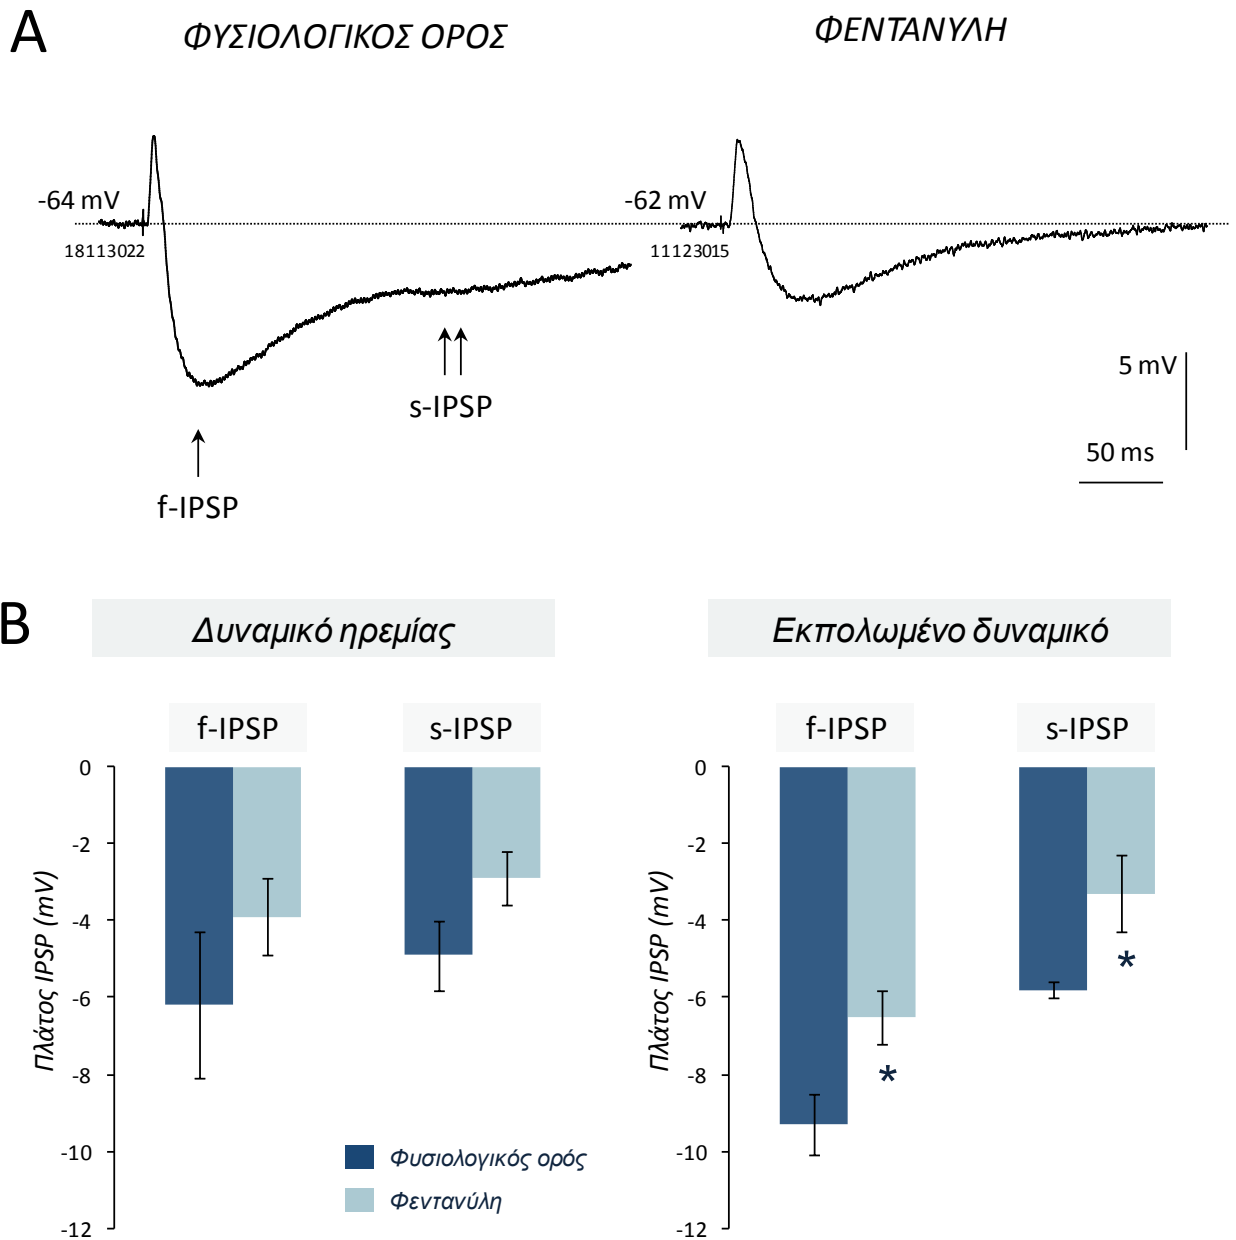 A
ΦΥΣΙΟΛΟΓΙΚΟΣ ΟΡΟΣ
ΦΕΝΤΑΝΥΛΗ
-64 mV
-62 mV
18113022
11123015
s-IPSP
f-IPSP
5 mV
50 ms
B
Δυναμικό ηρεμίας
Εκπολωμένο δυναμικό
f-IPSP
s-IPSP
f-IPSP
s-IPSP
Πλάτος IPSP (mV)
0
-2
-4
-6
-8
-10
-12
Πλάτος IPSP (mV)
0
-2
-4
-6
-8
-10
-12
*
*
Φυσιολογικός ορός
Φεντανύλη